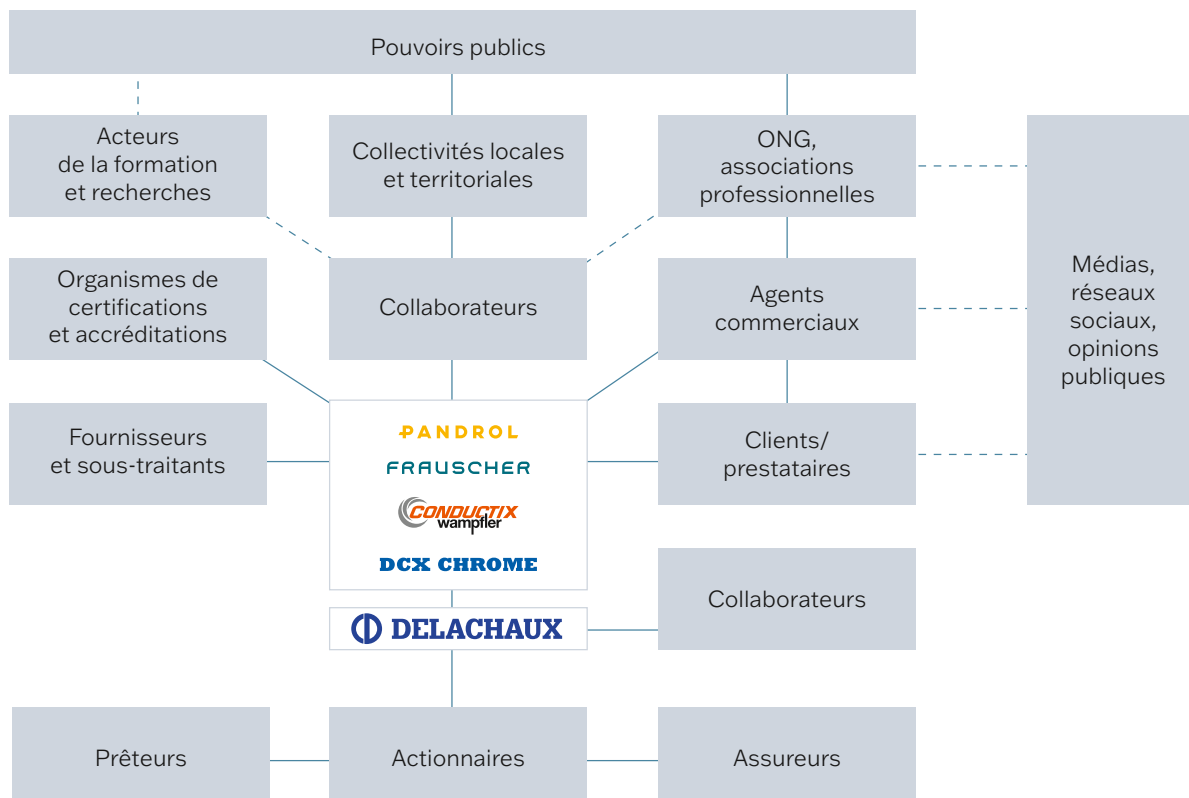 Pouvoirs publics
Acteurs
de la formation
et recherches
Collectivités locales
et territoriales
ONG,
associations
professionnelles
Médias,
réseaux
sociaux,
opinions
publiques
Organismes de
certifications
et accréditations
Collaborateurs
Agents
commerciaux
Fournisseurs
et sous-traitants
PANDROL
FRAUSCHER
CONDUCTIX
wampfler
DCX CHROME
Clients/
prestataires
DELACHAUX
Collaborateurs
Prêteurs
Actionnaires
Assureurs